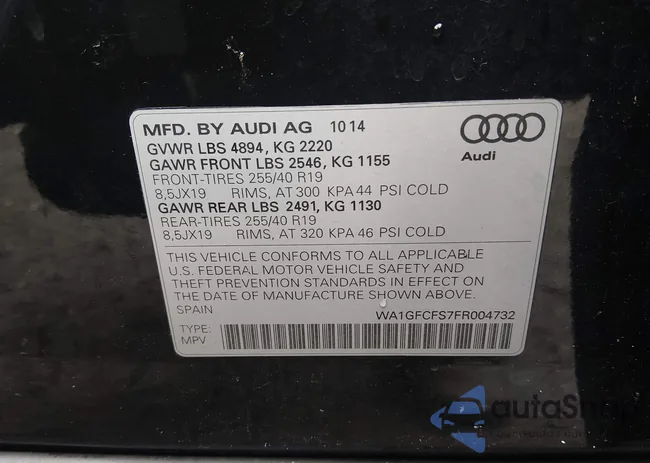 MFD. BY AUDI AG 10 14
GVWR LBS 4894, KG 2220
GAWR FRONT LBS 2546, KG 1155
FRONT-TIRES 255/40 R19
8,5JX19 RIMS, AT 300 KPA 44 PSI COLD
GAWR REAR LBS 2491, KG 1130
REAR-TIRES 255/40 R19
8,5JX19 RIMS, AT 320 KPA 46 PSI COLD
THIS VEHICLE CONFORMS TO ALL APPLICABLE
U.S. FEDERAL MOTOR VEHICLE SAFETY AND
THEFT PREVENTION STANDARDS IN EFFECT ON
THE DATE OF MANUFACTURE SHOWN ABOVE.
SPAIN
WA1GFCFS7FR004732
TYPE:
MPV
Audi
autaShop